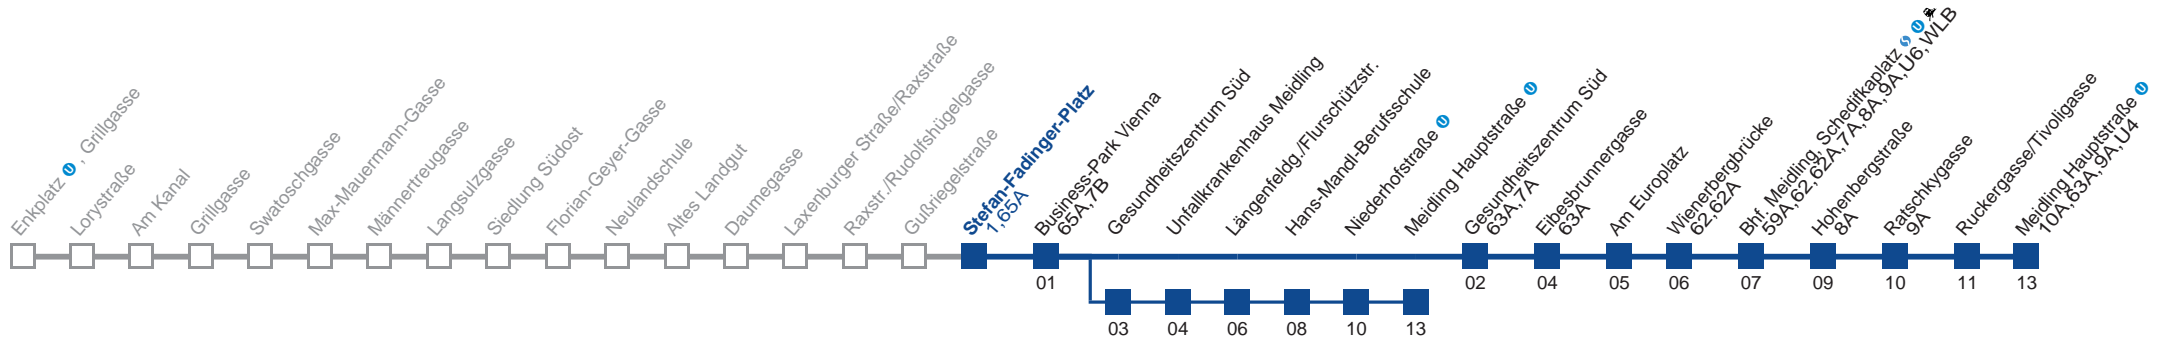 Enkplatz U , Grillgasse
Lorystraße
Am Kanal
Grillgasse
Swatoschgasse
Max-Mauermann-Gasse
Männertreugasse
Langsulzgasse
Siedlung Südost
Florian-Geyer-Gasse
Neulandschule
Altes Landgut
Daumegasse
Laxenburger Straße/Raxstraße
Raxstr./Rudolfshügelgasse
Gußriegelstraße
Stefan-Fadinger-Platz
1,65A
Business-Park Vienna
65A,7B
Gesundheitszentrum Süd
Unfallkrankenhaus Meidling
Längenfeldg./Flurschützstr.
Hans-Mandl-Berufsschule
Niederhofstraße U
Meidling Hauptstraße U
Gesundheitszentrum Süd
63A,7A
Eibesbrunnergasse
63A
Am Europlatz
Wienerbergbrücke
62,62A
Bhf. Meidling, Schedifkaplatz S U
59A,62,62A,7A,8A,9A,U6,WLB
Hohenbergstraße
8A
Ratschkygasse
9A
Ruckergasse/Tivoligasse
Meidling Hauptstraße U
10A,63A,9A,U4
01
02
04
05
06
07
09
10
11
13
03
04
06
08
10
13